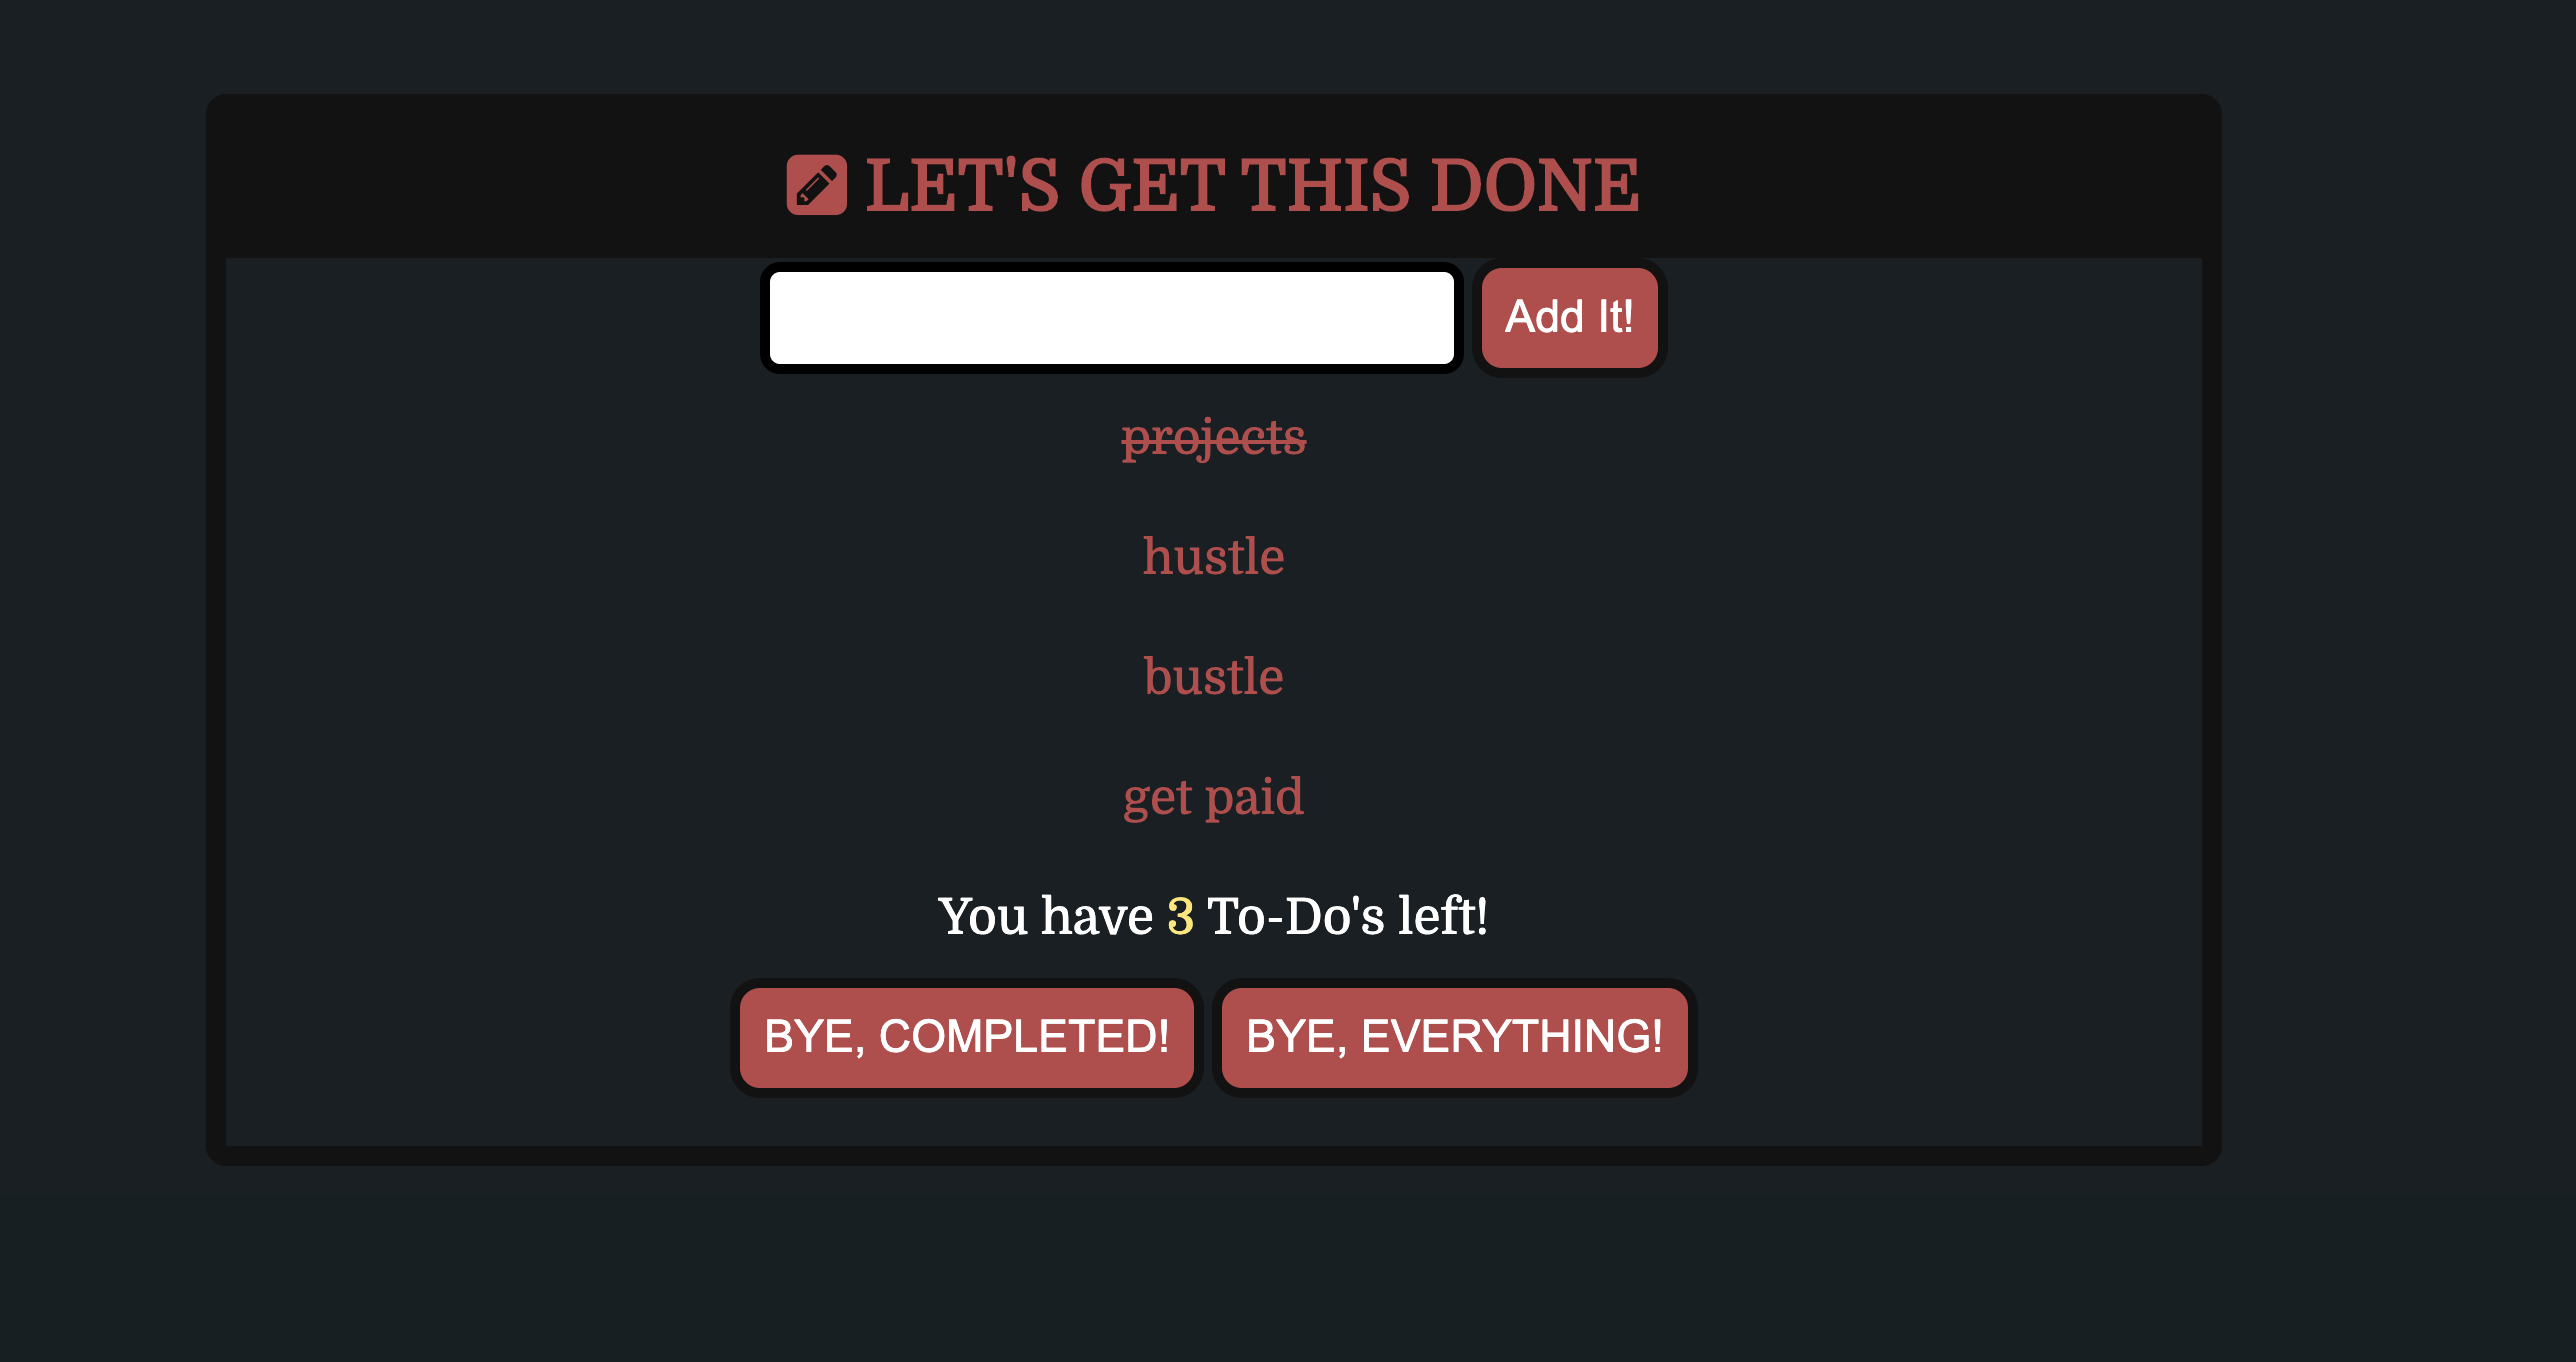 LET'S GET THIS DONE
Add It!
projects
hustle
bustle
get paid
You have 3 To-Do's left!
BYE, COMPLETED! BYE, EVERYTHING!